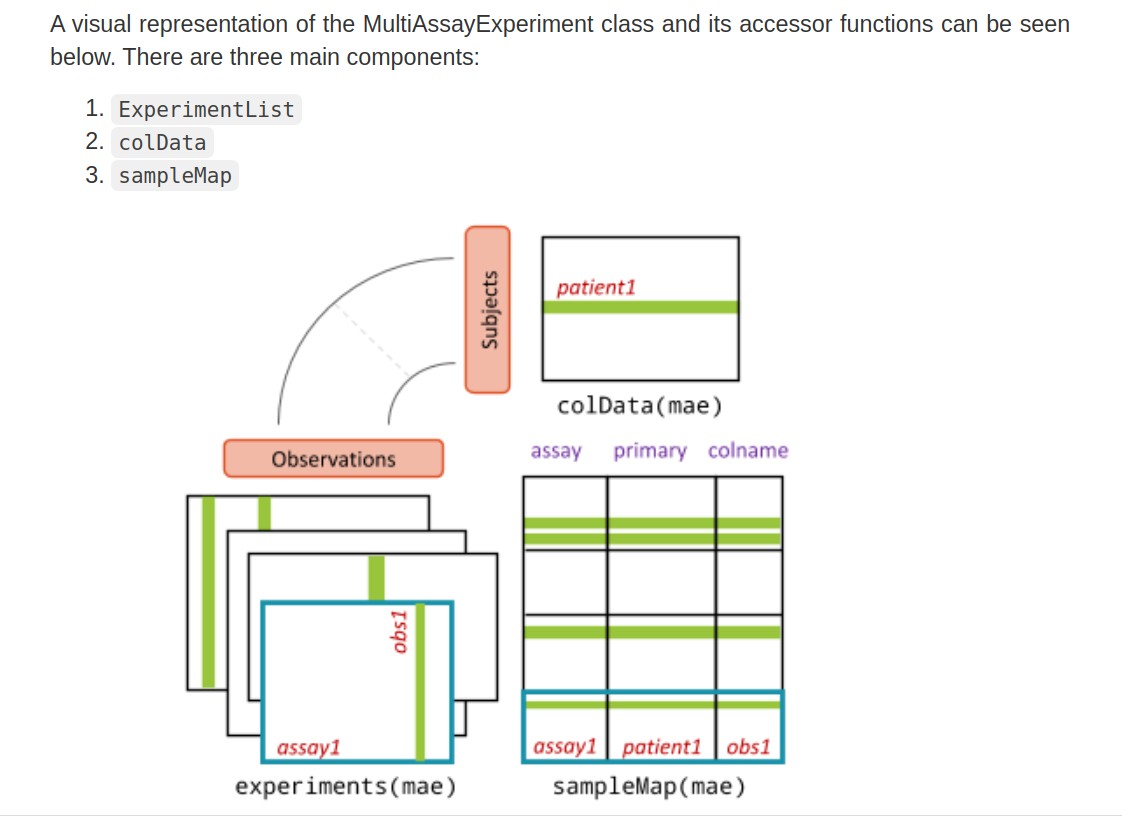 A visual representation of the MultiAssayExperiment class and its accessor functions can be seen
below. There are three main components:
1. ExperimentList
2. colData
3. sampleMap
Subjects
patient1
colData(mae)
Observations
assay primary colname
obs1
assay1
assay1 patient1 obs1
experiments(mae)
sampleMap(mae)